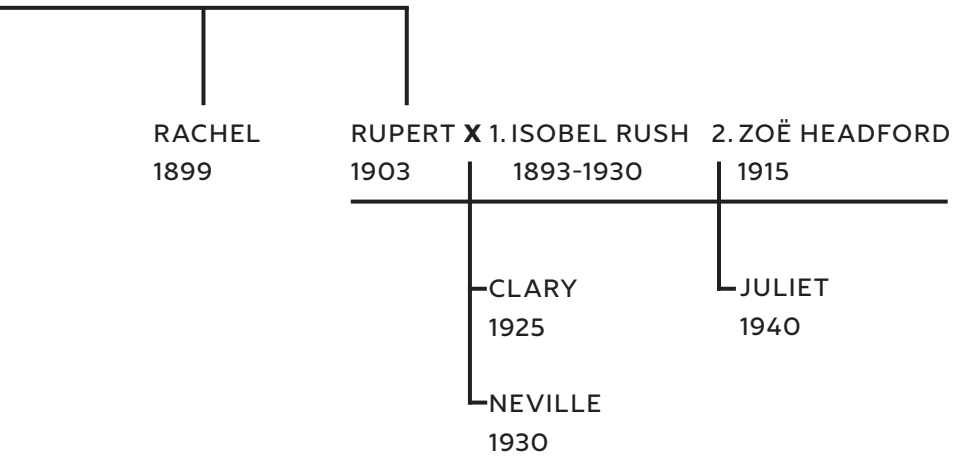 RACHEL
1899
RUPERT X 1. ISOBEL RUSH 2. ZOË HEADFORD
1903 1893-1930 1915
CLARY
1925
JULIET
1940
NEVILLE
1930